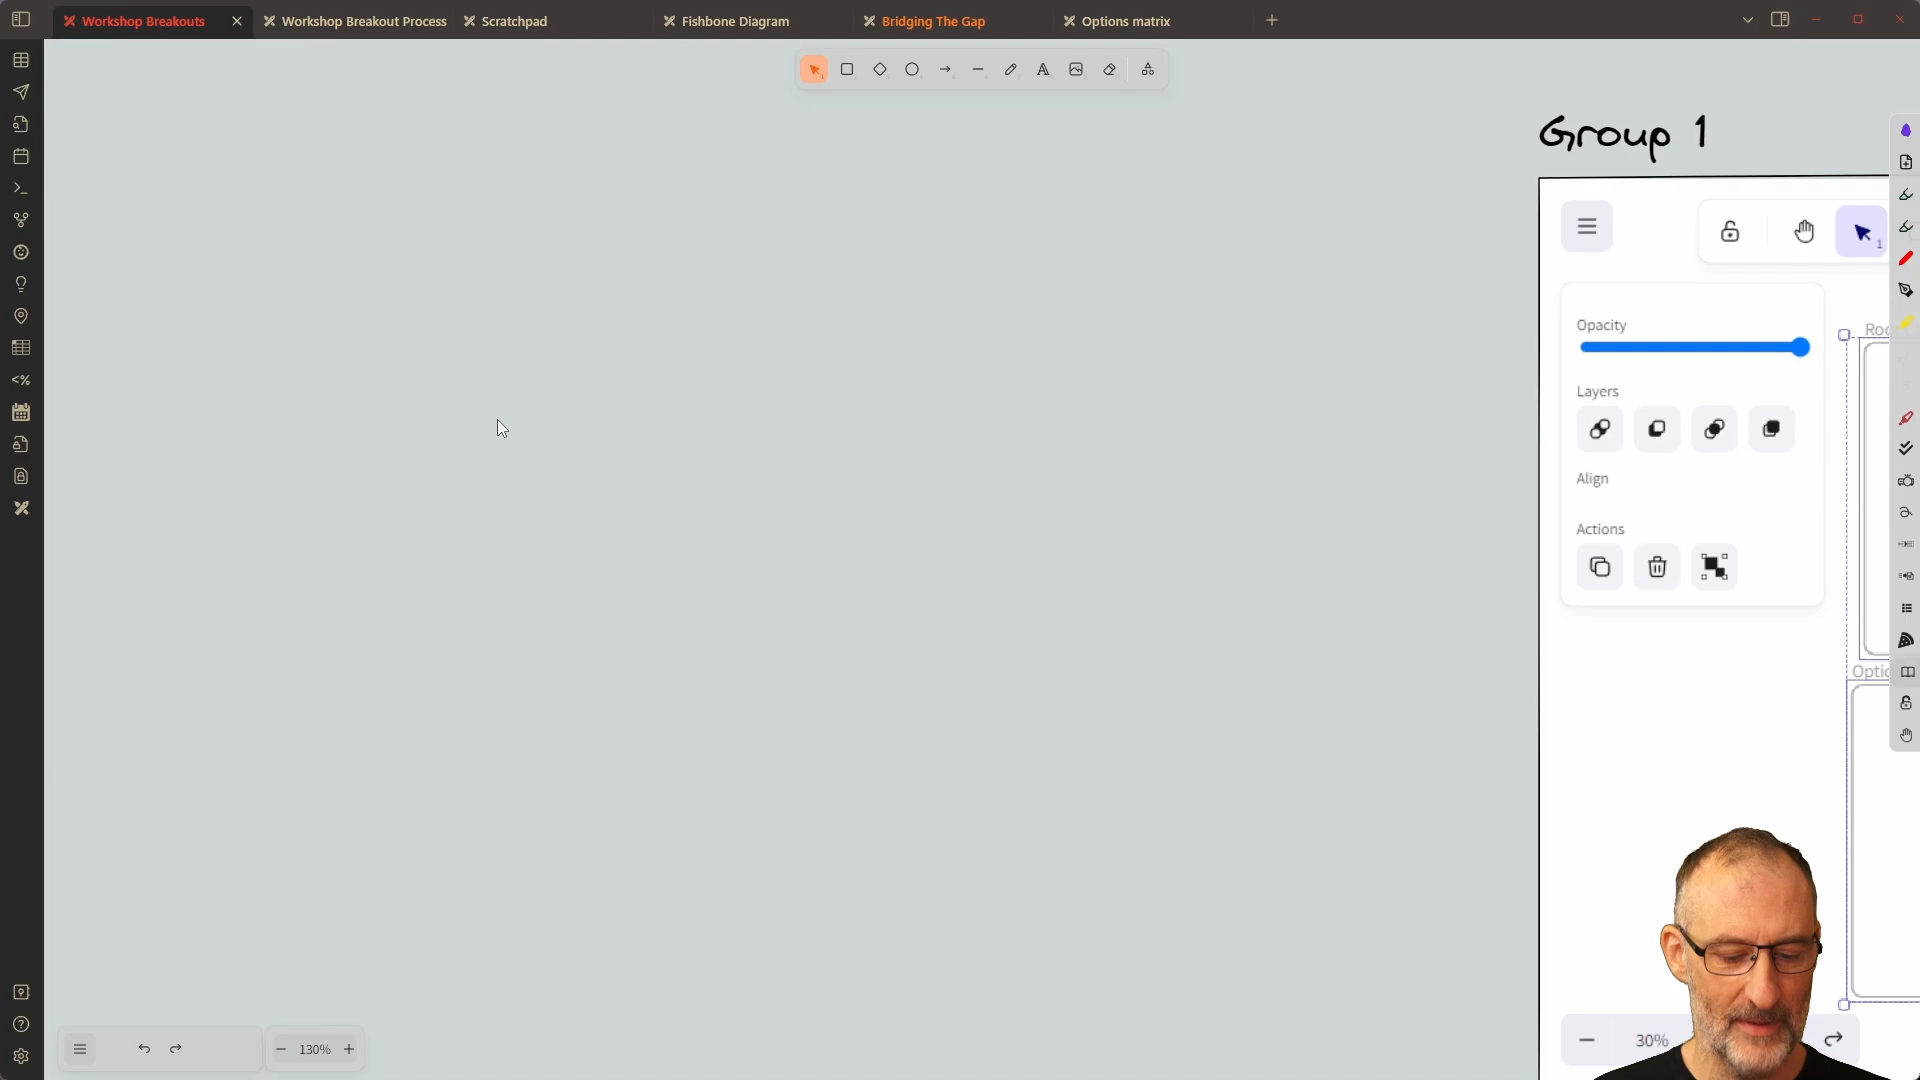 Workshop Breakouts
Workshop Breakout Process
Scratchpad
Fishbone Diagram
Bridging The Gap
Options matrix
Group 1
1
Opacity
Layers
Align
Actions
<%
130%
30%